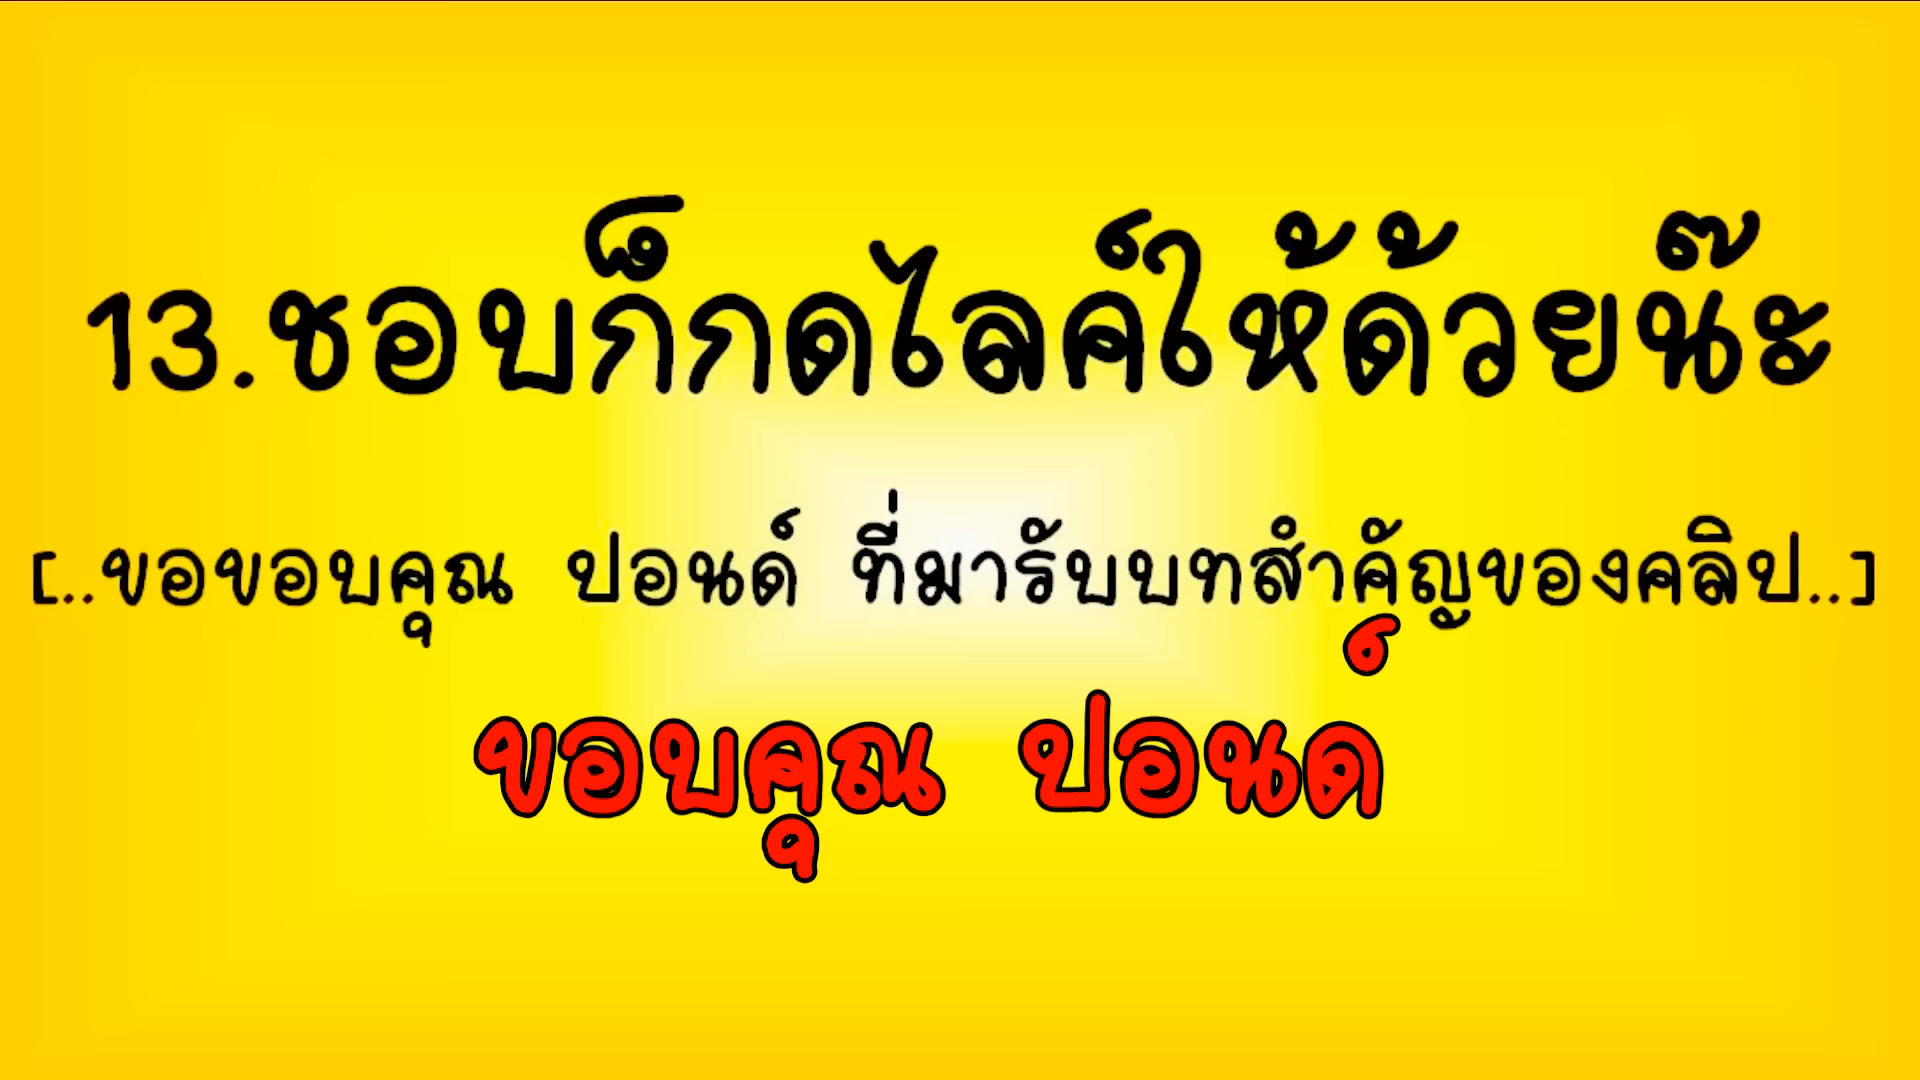 13.ชอบก็กดไลค์ให้ด้วยน๊ะ
[..ขอขอบคุณ ปอนด์ ที่มารับบทสำคัญของคลิป..]
ขอบคุณ ปอนด์